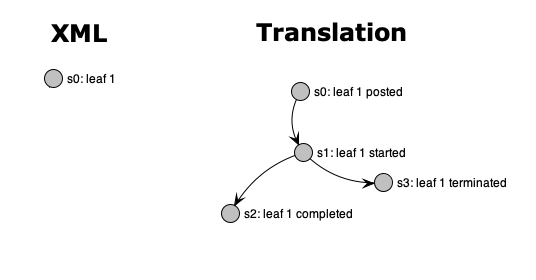 XML
Translation
s0: leaf 1
s0: leaf 1 posted
s1: leaf 1 started
s3: leaf 1 terminated
s2: leaf 1 completed